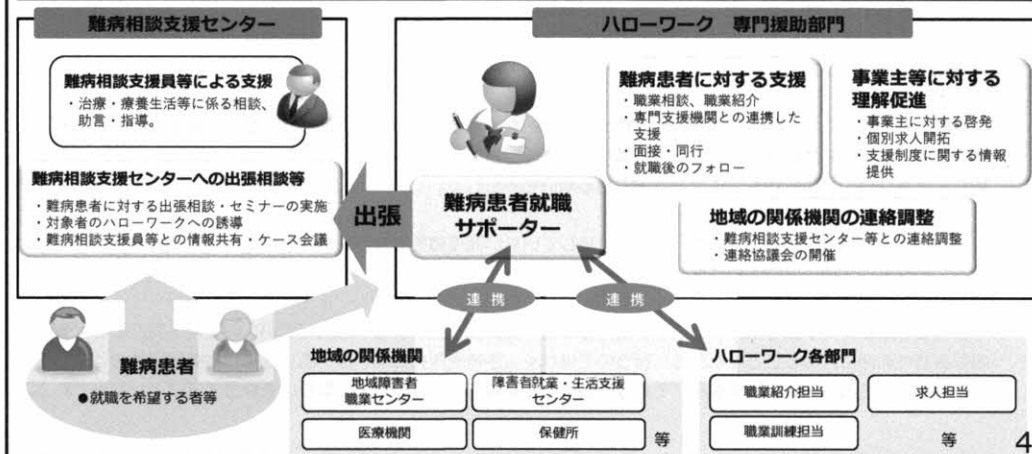 難病相談支援センター
難病相談支援員等による支援
・治療・療養生活等に係る相談、
助言・指導。
難病相談支援センターへの出張相談等
・難病患者に対する出張相談・セミナーの実施
・対象者のハローワークへの誘導
・難病相談支援員等との情報共有・ケース会議
出張
ハローワーク 専門援助部門
難病患者就職
サポーター
難病患者に対する支援
・職業相談、職業紹介
・専門支援機関との連携した
支援
・面接・同行
・就職後のフォロー
事業主等に対する
理解促進
・事業主に対する啓発
・個別求人開拓
・支援制度に関する情報
提供
地域の関係機関の連絡調整
・難病相談支援センター等との連絡調整
・連絡協議会の開催
連携
連携
難病患者
●就職を希望する者等
地域の関係機関
地域障害者
職業センター
障害者就業・生活支援
センター
医療機関
保健所
等
ハローワーク各部門
職業紹介担当
求人担当
職業訓練担当
等
4